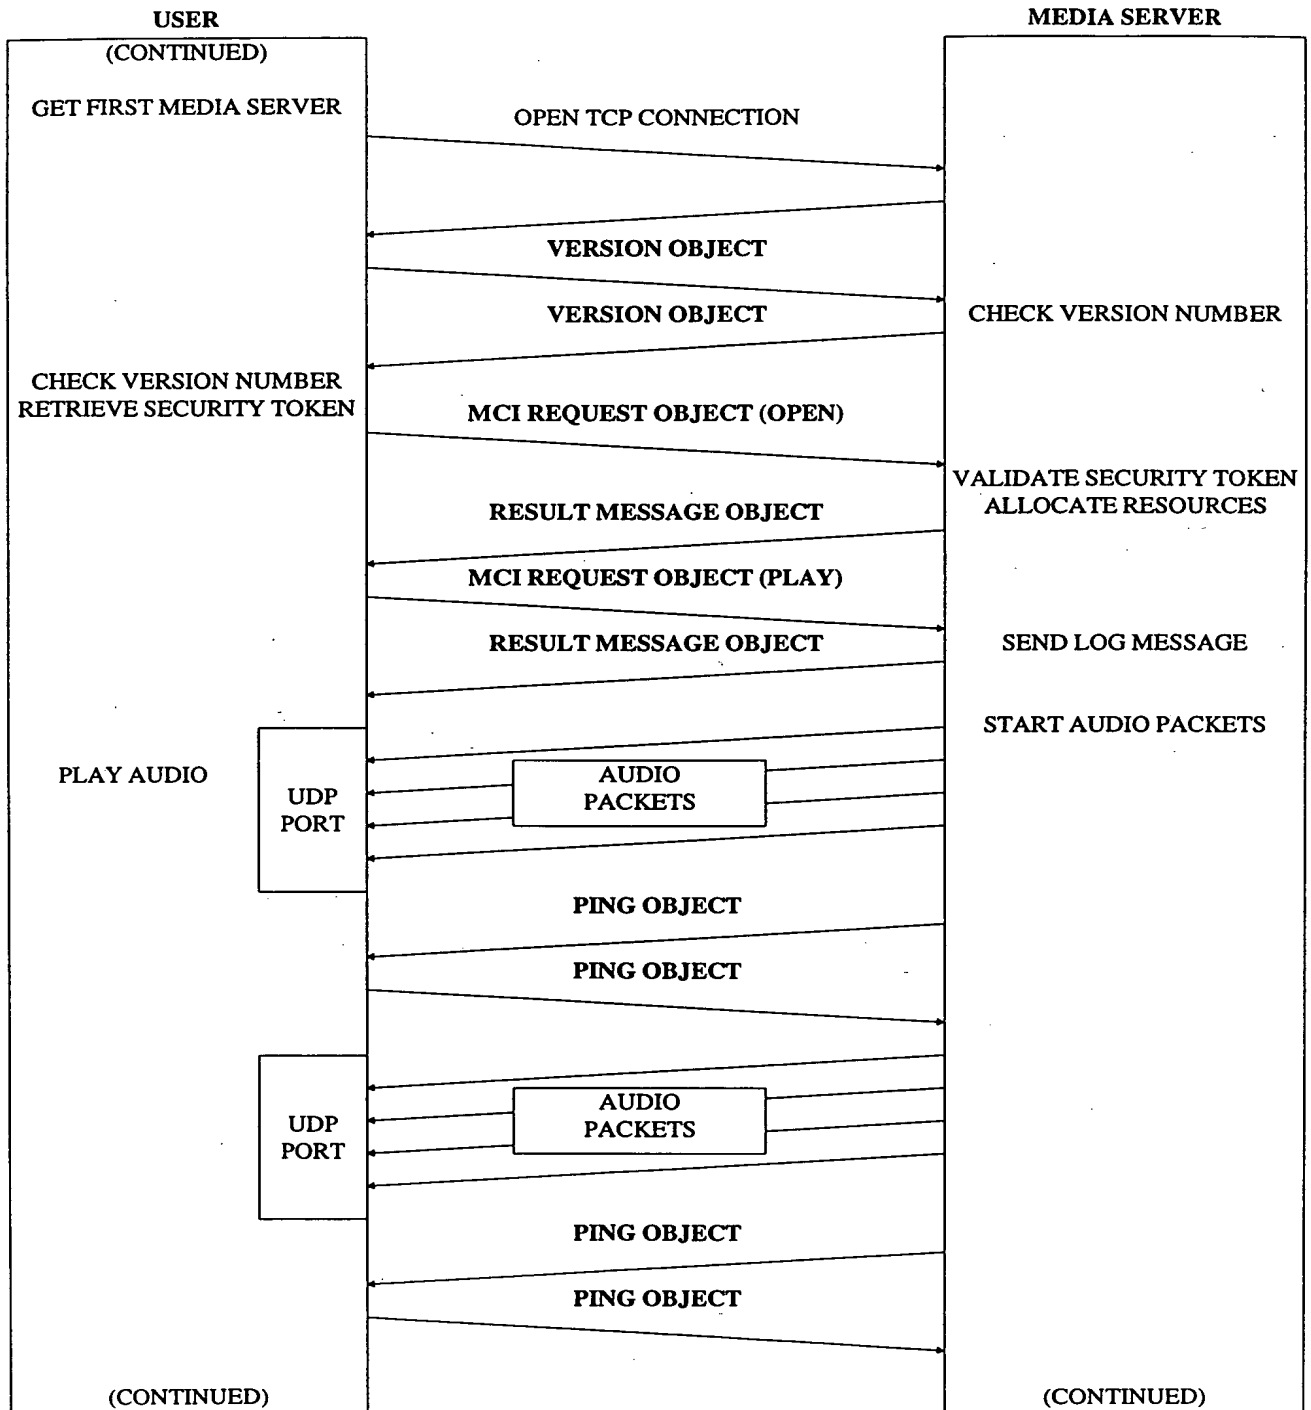 USER
MEDIA SERVER
(CONTINUED)
GET FIRST MEDIA SERVER
OPEN TCP CONNECTION
VERSION OBJECT
VERSION OBJECT
CHECK VERSION NUMBER
CHECK VERSION NUMBER
RETRIEVE SECURITY TOKEN
MCI REQUEST OBJECT (OPEN)
VALIDATE SECURITY TOKEN
ALLOCATE RESOURCES
RESULT MESSAGE OBJECT
MCI REQUEST OBJECT (PLAY)
RESULT MESSAGE OBJECT
SEND LOG MESSAGE
START AUDIO PACKETS
PLAY AUDIO
UDP
PORT
AUDIO
PACKETS
PING OBJECT
PING OBJECT
UDP
PORT
AUDIO
PACKETS
PING OBJECT
PING OBJECT
(CONTINUED)
(CONTINUED)